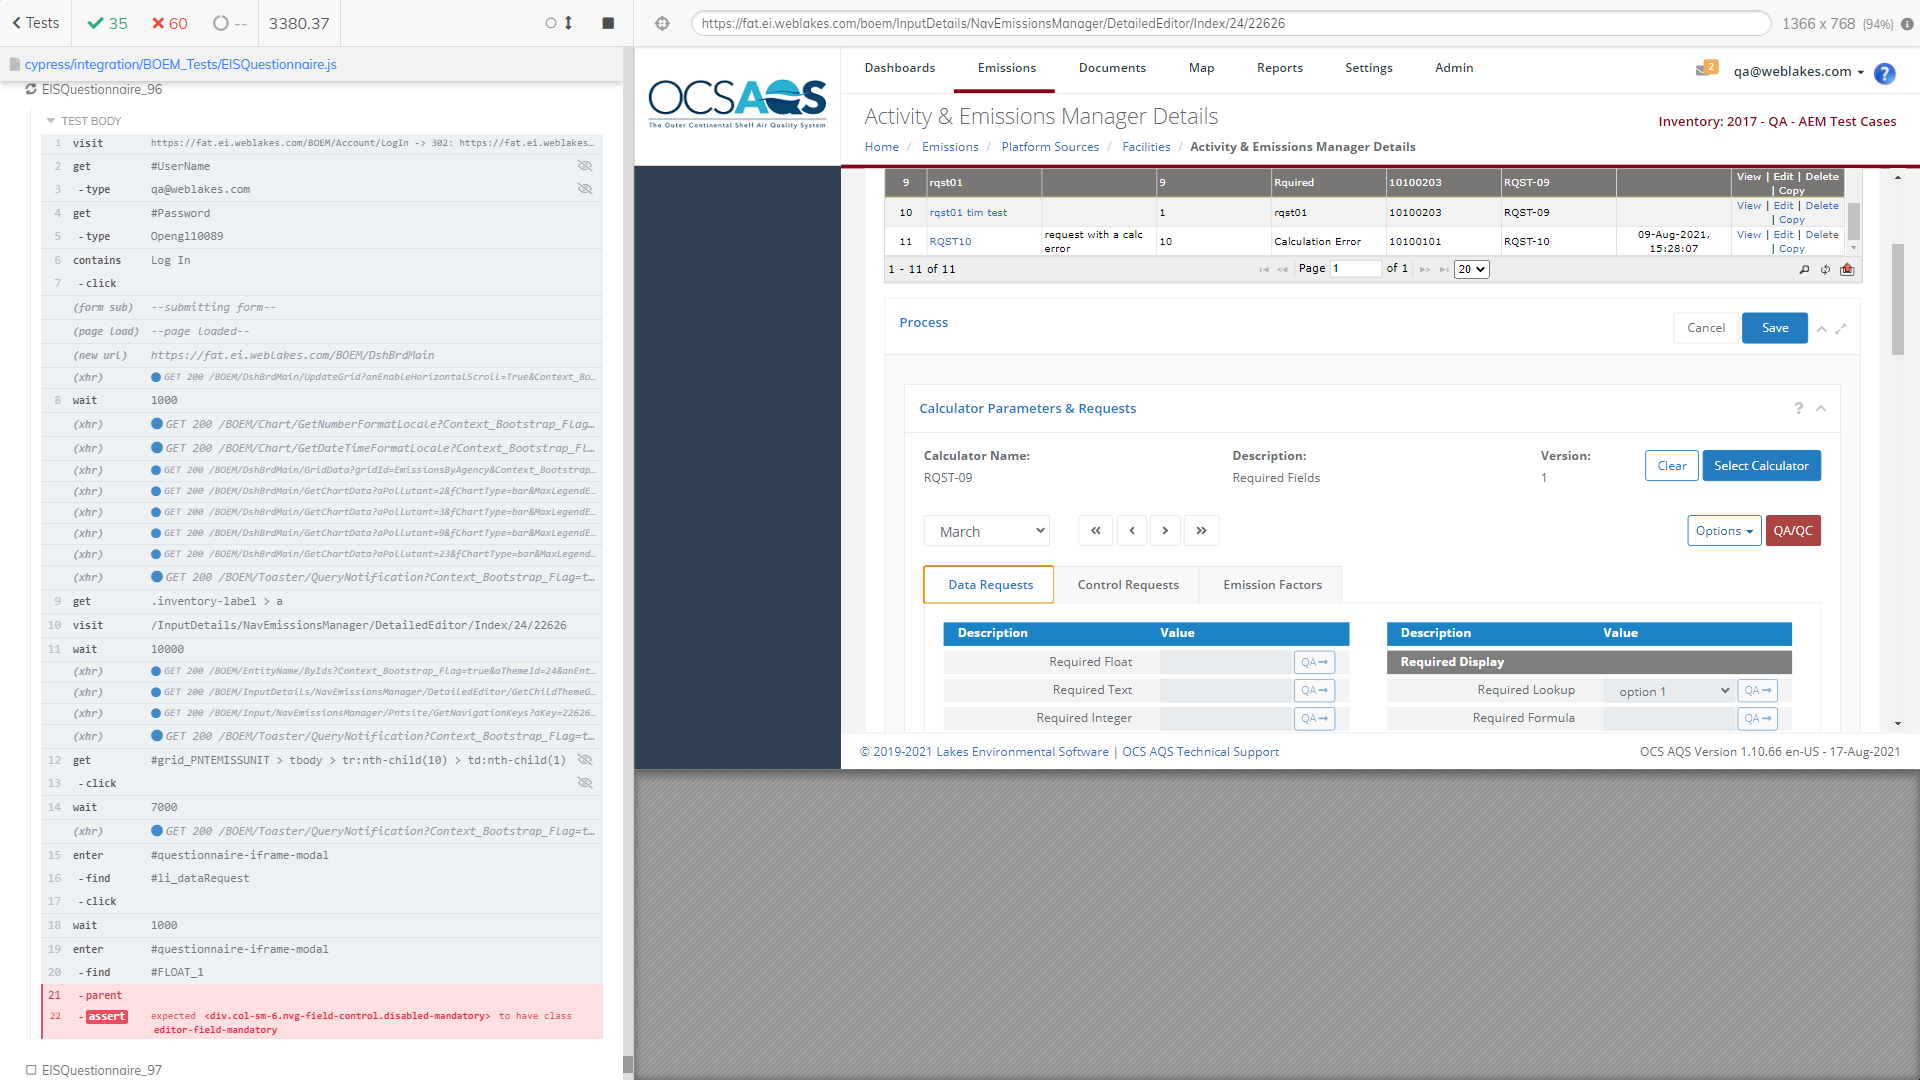 Tests
35
60
--
3380.37
cypress/integration/BOEM_Tests/EISQuestionnaire.js
EISQuestionnaire_96
TEST BODY
1 visit https://fat.ei.weblakes.com/BOEM/Account/LogIn -> 302: https://fat.ei.weblakes...
2 get #UserName
3 -type qa@weblakes.com
4 get #Password
5 -type Opengl10089
6 contains Log In
7 -click
(form sub) --submitting form--
(page load) --page loaded--
(new url) https://fat.ei.weblakes.com/BOEM/DshBrdMain
(xhr) GET 200 /BOEM/DshBrdMain/UpdateGrid?anEnableHorizontalScroll=True&Context_Bo...
8 wait 1000
(xhr) GET 200 /BOEM/Chart/GetNumberFormatLocale?Context_Bootstrap_Flag...
(xhr) GET 200 /BOEM/Chart/GetDateTimeFormatLocale?Context_Bootstrap_Fl...
(xhr) GET 200 /BOEM/DshBrdMain/GridData?gridId=EmissionsByAgency&Context_Bootstrap...
(xhr) GET 200 /BOEM/DshBrdMain/GetChartData?aPollutant=2&fChartType=bar&MaxLegendE...
(xhr) GET 200 /BOEM/DshBrdMain/GetChartData?aPollutant=3&fChartType=bar&MaxLegendE...
(xhr) GET 200 /BOEM/DshBrdMain/GetChartData?aPollutant=9&fChartType=bar&MaxLegendE...
(xhr) GET 200 /BOEM/DshBrdMain/GetChartData?aPollutant=23&fChartType=bar&MaxLegend...
(xhr) GET 200 /BOEM/Toaster/QueryNotification?Context_Bootstrap_Flag=t...
9 get .inventory-label > a
10 visit /InputDetails/NavEmissionsManager/DetailedEditor/Index/24/22626
11 wait 10000
(xhr) GET 200 /BOEM/EntityName/ByIds?Context_Bootstrap_Flag=true&aThemeId=24&anEnt...
(xhr) GET 200 /BOEM/InputDetails/NavEmissionsManager/DetailedEditor/GetChildThemeG...
(xhr) GET 200 /BOEM/Input/NavEmissionsManager/Pntsite/GetNavigationKeys?aKey=22626...
(xhr) GET 200 /BOEM/Toaster/QueryNotification?Context_Bootstrap_Flag=t...
12 get #grid_PNTEMISSUNIT > tbody > tr:nth-child(10) > td:nth-child(1)
13 -click
14 wait 7000
(xhr) GET 200 /BOEM/Toaster/QueryNotification?Context_Bootstrap_Flag=t...
15 enter #questionnaire-iframe-modal
16 -find #li_dataRequest
17 -click
18 wait 1000
19 enter #questionnaire-iframe-modal
20 -find #FLOAT_1
21 -parent
22 -assert expected <div.col-sm-6.nvg-field-control.disabled-mandatory> to have class
editor-field-mandatory
EISQuestionnaire_97
https://fat.ei.weblakes.com/boem/InputDetails/NavEmissionsManager/DetailedEditor/Index/24/22626
1366 x 768 (94%)
OCSAQS
The Outer Continental Shelf Air Quality System
Dashboards Emissions Documents Map Reports Settings Admin
2 qa@weblakes.com ?
Activity & Emissions Manager Details
Inventory: 2017 - QA - AEM Test Cases
Home / Emissions / Platform Sources / Facilities / Activity & Emissions Manager Details
9 rqst01 9 Rquired 10100203 RQST-09 View | Edit | Delete | Copy
10 rqst01 tim test 1 rqst01 10100203 RQST-09 View | Edit | Delete | Copy
11 RQST10 request with a calc error 10 Calculation Error 10100101 RQST-10 09-Aug-2021, 15:28:07 View | Edit | Delete | Copy
1 - 11 of 11 Page 1 of 1 20
Process
Cancel Save
Calculator Parameters & Requests
?
Calculator Name: Description: Version:
RQST-09 Required Fields 1
Clear Select Calculator
March « ‹ › »
Options QA/QC
Data Requests Control Requests Emission Factors
Description Value
Required Float QA
Required Text QA
Required Integer QA
Description Value
Required Display
Required Lookup option 1 QA
Required Formula QA
© 2019-2021 Lakes Environmental Software | OCS AQS Technical Support
OCS AQS Version 1.10.66 en-US - 17-Aug-2021